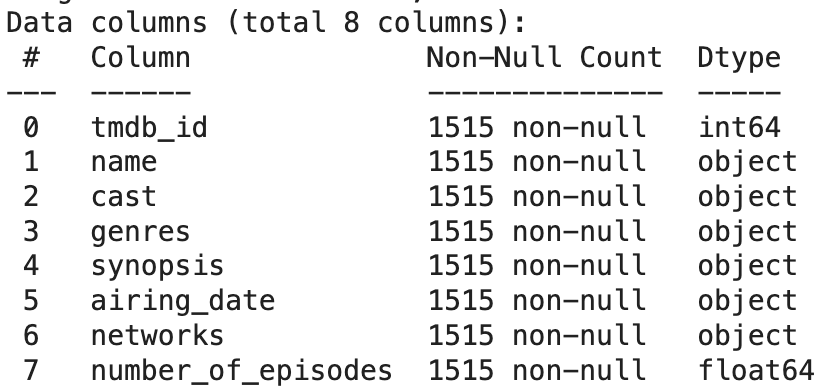 Data columns (total 8 columns):
 #   Column              Non-Null Count  Dtype
---  ------              --------------  -----
 0   tmdb_id             1515 non-null   int64
 1   name                1515 non-null   object
 2   cast                1515 non-null   object
 3   genres              1515 non-null   object
 4   synopsis            1515 non-null   object
 5   airing_date         1515 non-null   object
 6   networks            1515 non-null   object
 7   number_of_episodes  1515 non-null   float64